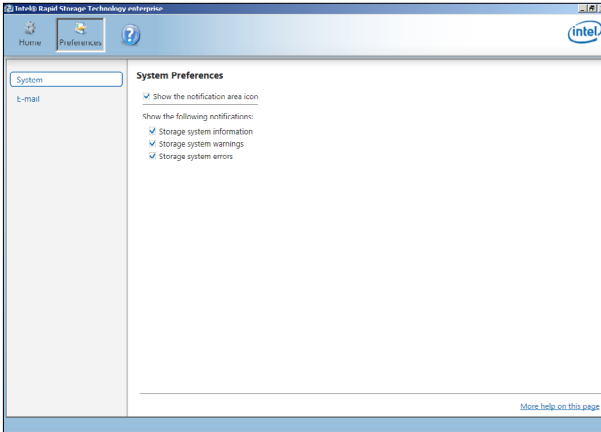 Intel® Rapid Storage Technology enterprise
Home
Preferences
?
intel
System
E-mail
System Preferences
Show the notification area icon
Show the following notifications:
Storage system information
Storage system warnings
Storage system errors
More help on this page